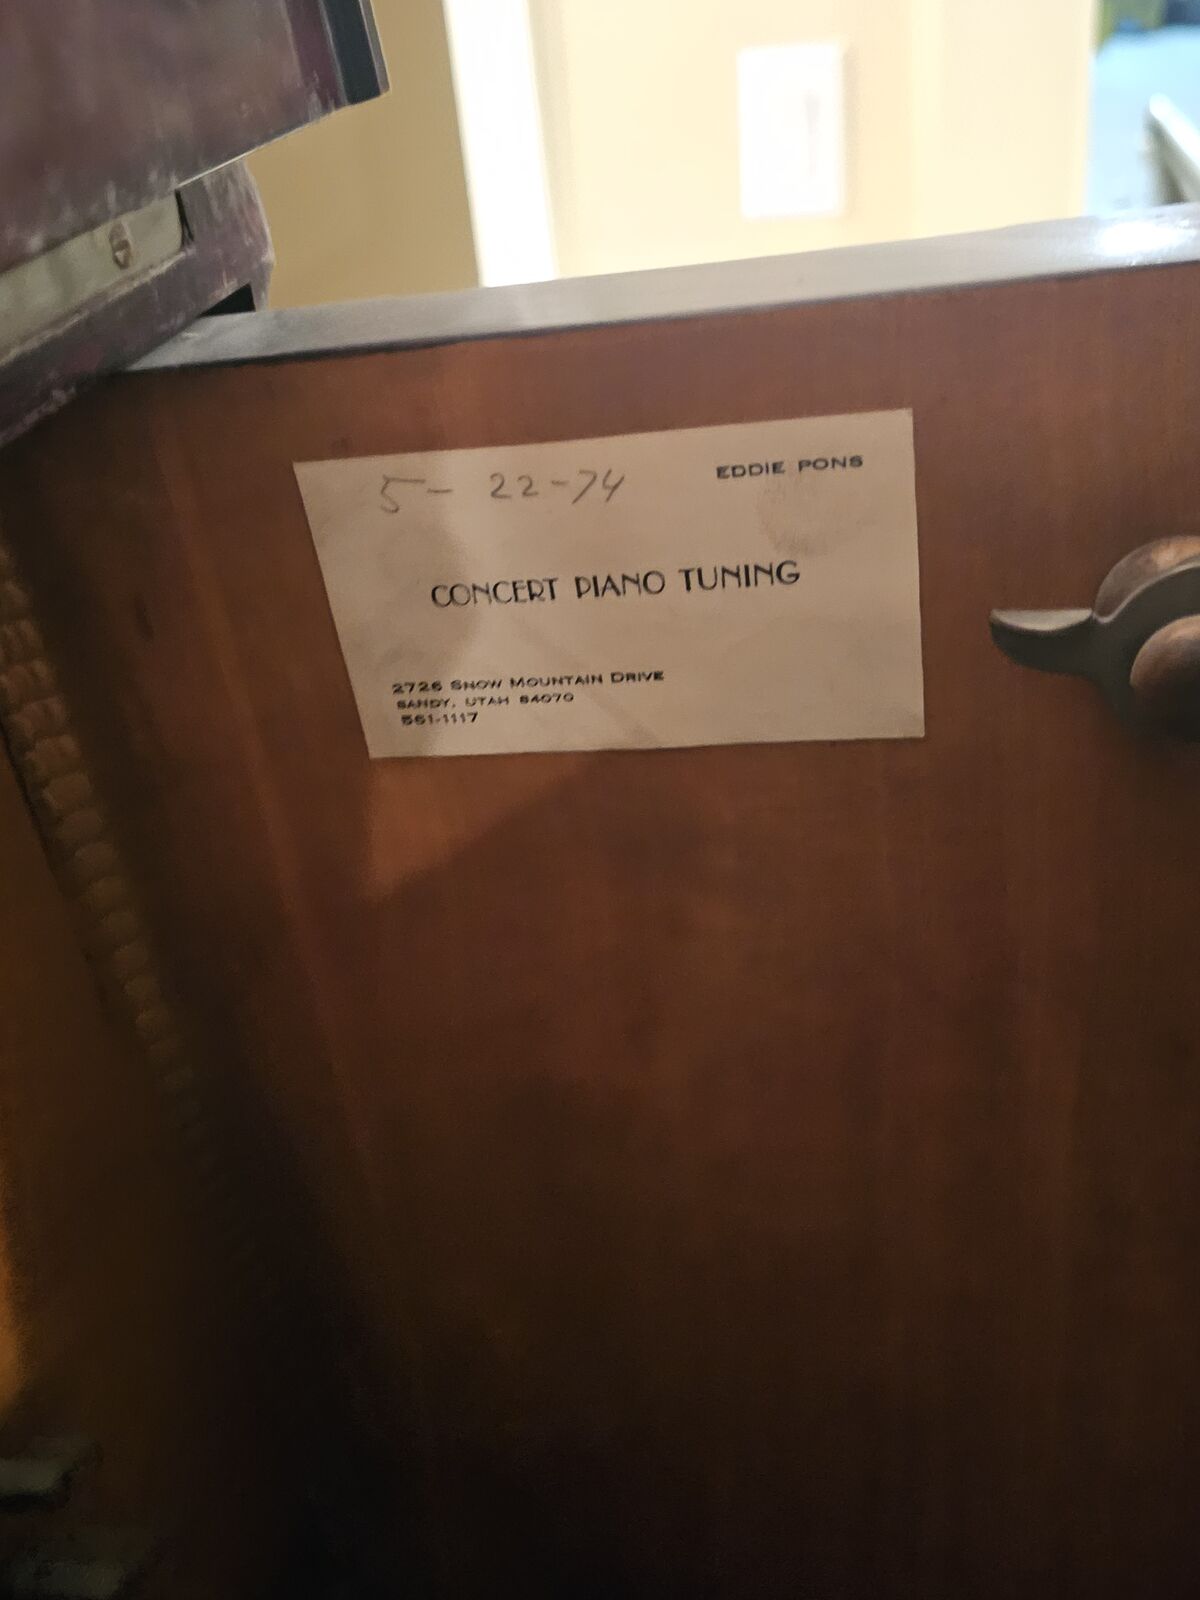 5-22-74
EDDIE PONS
CONCERT PIANO TUNING
2726 SNOW MOUNTAIN DRIVE
SANDY, UTAH 84070
561-1117